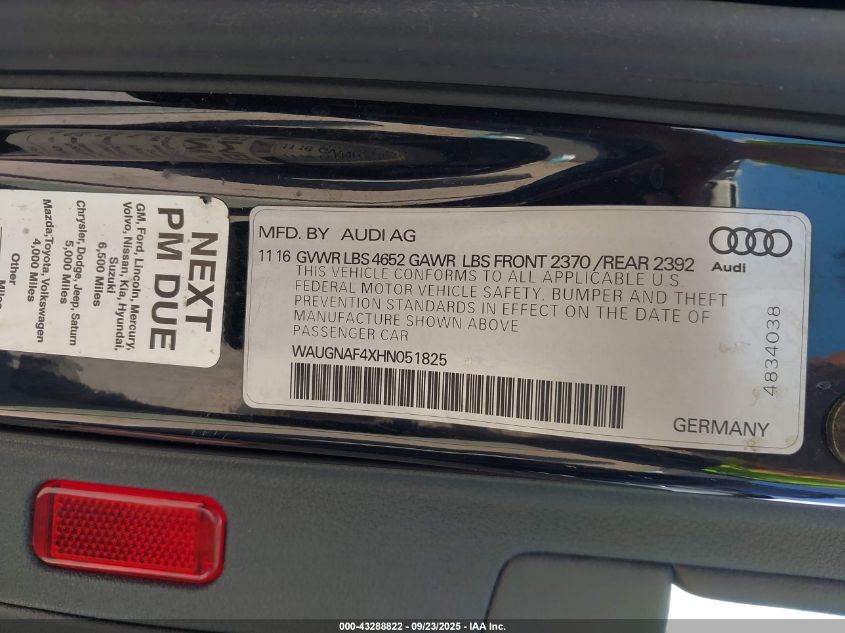 MFD. BY AUDI AG
11 16 GVWR LBS 4652 GAWR LBS FRONT 2370 /REAR 2392
THIS VEHICLE CONFORMS TO ALL APPLICABLE U.S.
FEDERAL MOTOR VEHICLE SAFETY, BUMPER AND THEFT
PREVENTION STANDARDS IN EFFECT ON THE DATE OF
MANUFACTURE SHOWN ABOVE
PASSENGER CAR
WAUGNAF4XHN051825
Audi
4834038
GERMANY
NEXT
PM DUE
GM, Ford, Lincoln, Mercury,
Volvo, Nissan, Kia, Hyundai,
Suzuki
6,500 Miles
Chrysler, Dodge, Jeep, Saturn
5,000 Miles
Mazda, Toyota, Volkswagen
4,000 Miles
Other
Miles
000-43288822 - 09/23/2025 - IAA